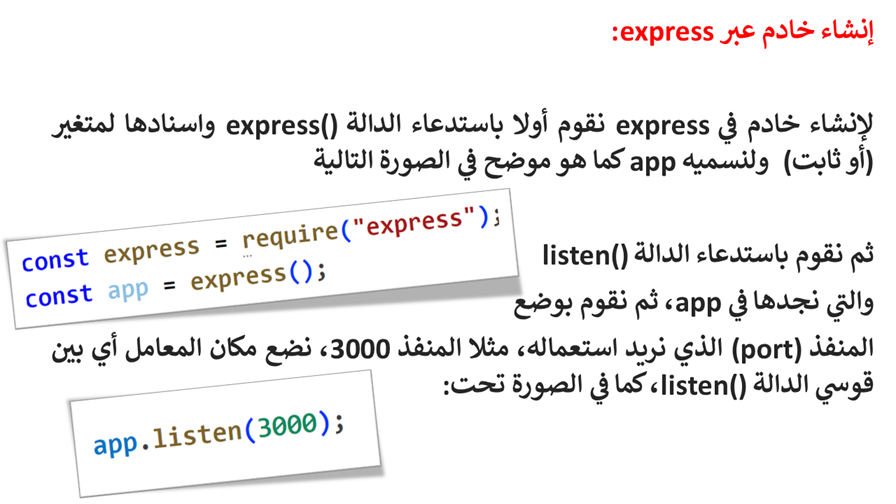 إنشاء خادم عبر express:
لإنشاء خادم في express نقوم أولا باستدعاء الدالة express() واسنادها لمتغير
(أو ثابت) ولنسميه app كما هو موضح في الصورة التالية
const express = require("express");
const app = express();
ثم نقوم باستدعاء الدالة listen()
والتي نجدها في app، ثم نقوم بوضع
المنفذ (port) الذي نريد استعماله، مثلا المنفذ 3000، نضع مكان المعامل أي بين
قوسي الدالة listen()، كما في الصورة تحت:
app.listen(3000);